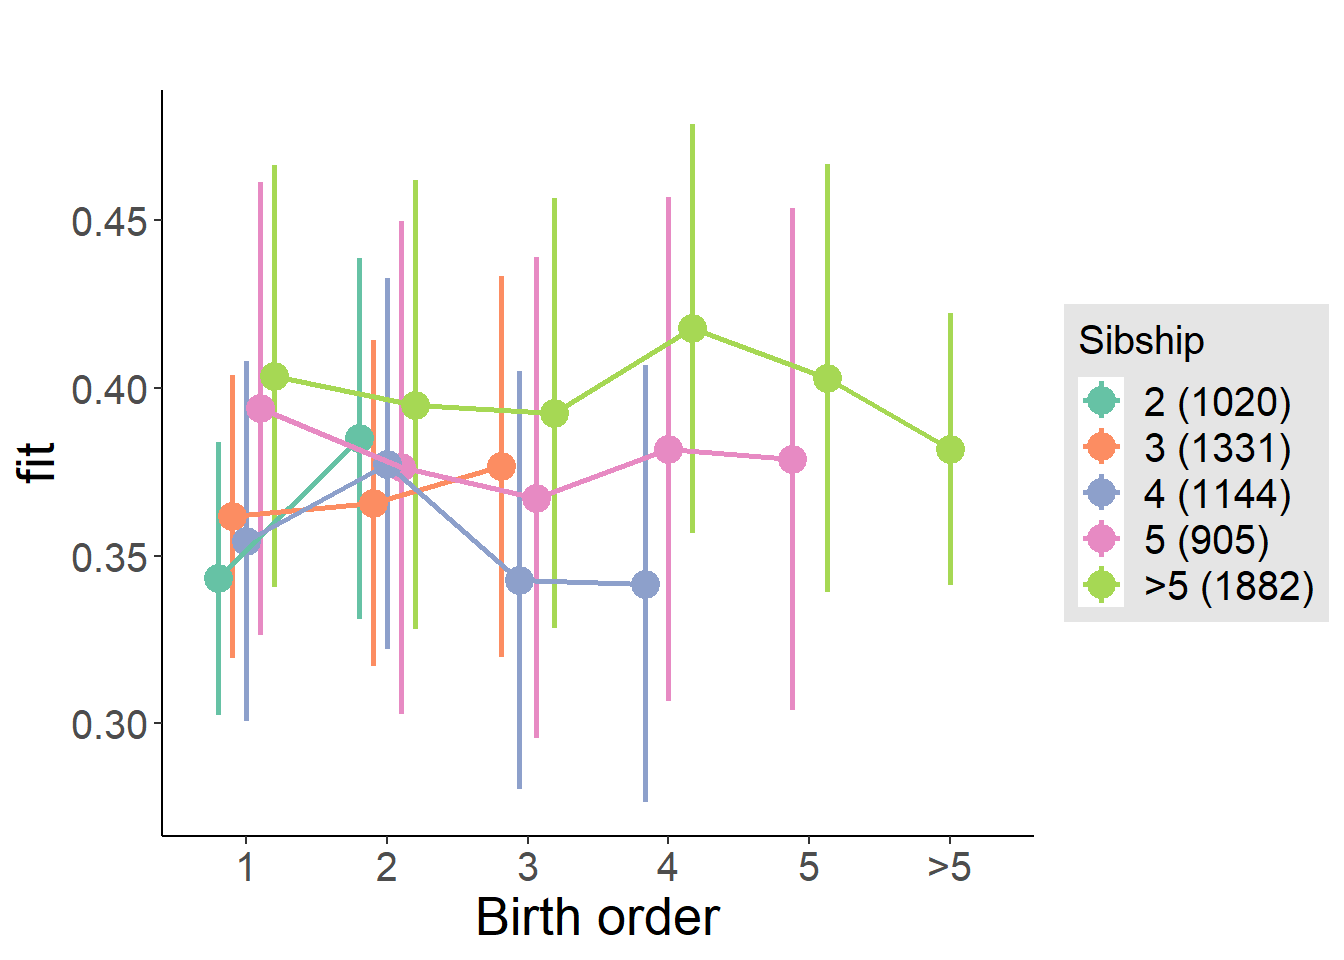 fit
0.45
0.40
0.35
0.30
1 2 3 4 5 >5
Birth order
Sibship
2 (1020)
3 (1331)
4 (1144)
5 (905)
>5 (1882)